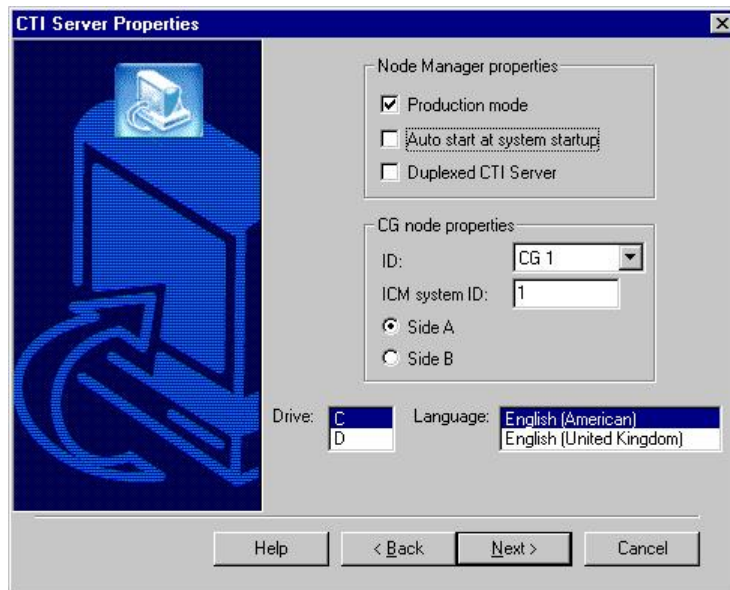 CTI Server Properties
Node Manager properties
Production mode
Auto start at system startup
Duplexed CTI Server
CG node properties
ID: CG 1
ICM system ID: 1
Side A
Side B
Drive: C Language: English (American)
D English (United Kingdom)
Help < Back Next > Cancel